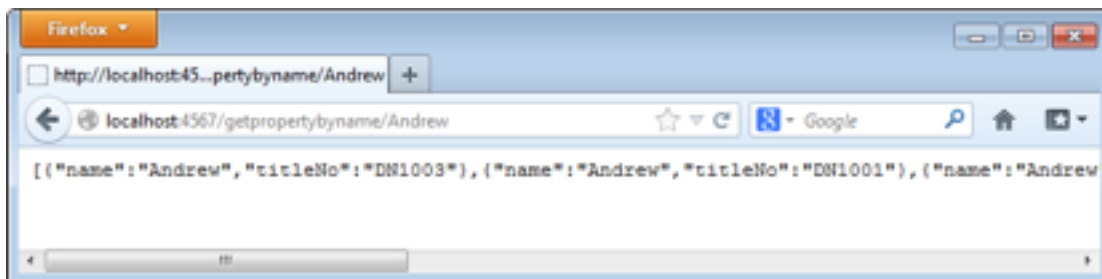 Firefox
http://localhost:45...pertybyname/Andrew
localhost:4567/getpropertybyname/Andrew
Google
[{"name":"Andrew","titleNo":"DN1003"},{"name":"Andrew","titleNo":"DN1001"},{"name":"Andrew